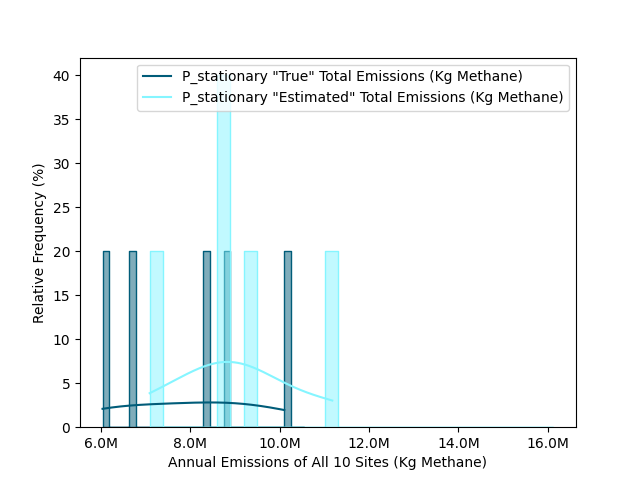 P_stationary "True" Total Emissions (Kg Methane)
P_stationary "Estimated" Total Emissions (Kg Methane)
40
35
30
25
20
15
10
5
0
Relative Frequency (%)
6.0M 8.0M 10.0M 12.0M 14.0M 16.0M
Annual Emissions of All 10 Sites (Kg Methane)